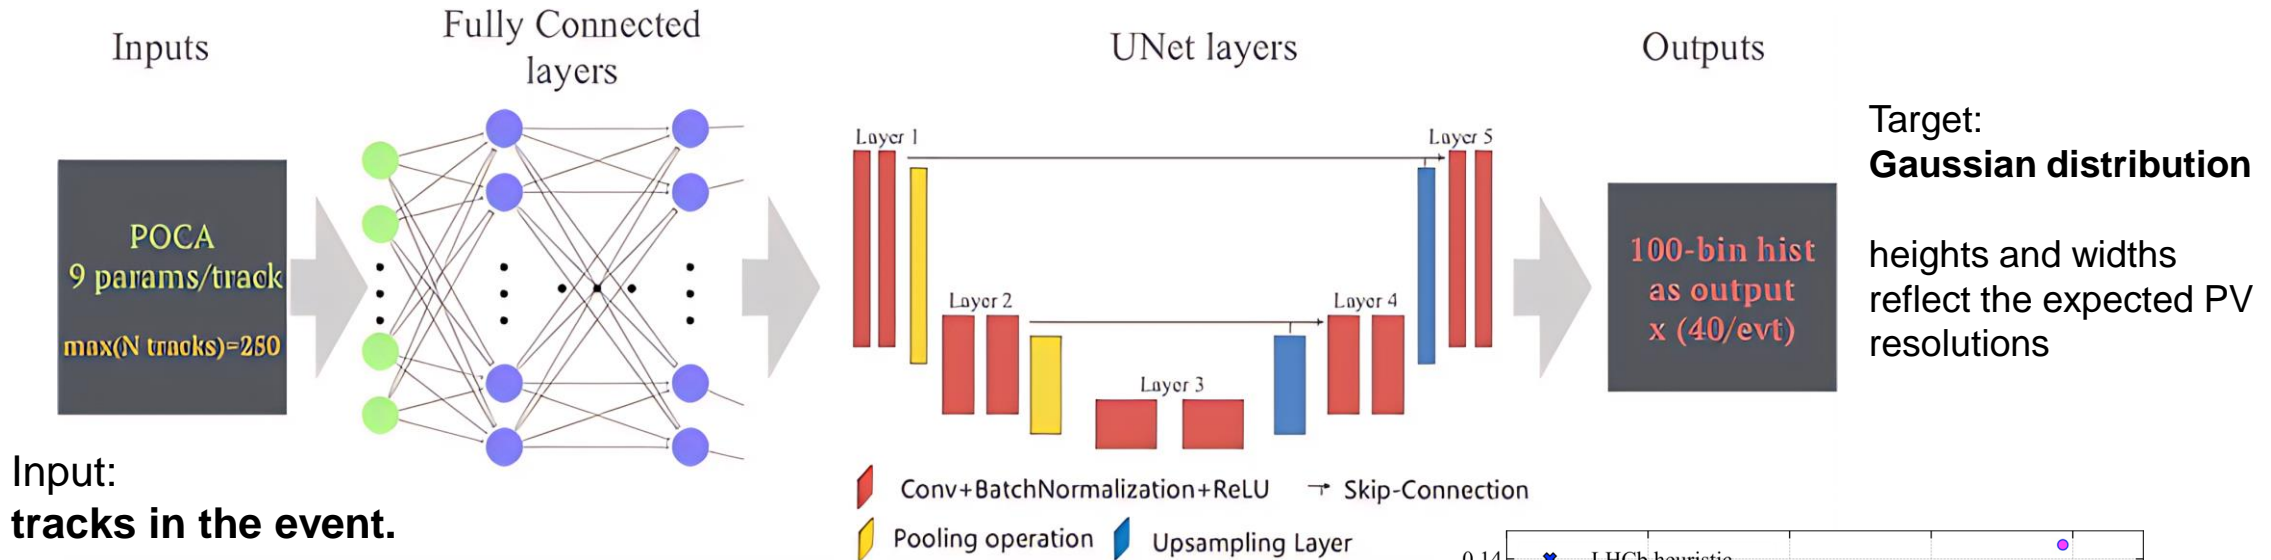 Inputs
Fully Connected
layers
UNet layers
Outputs
POCA
9 params/track
max(N tracks)=250
Layer 1
Layer 2
Layer 3
Layer 4
Layer 5
100-bin hist
as output
x (40/evt)
Target:
Gaussian distribution
heights and widths
reflect the expected PV
resolutions
Input:
tracks in the event.
Conv+BatchNormalization+ReLU
Skip-Connection
Pooling operation
Upsampling Layer
0.14
LHCb heuristic